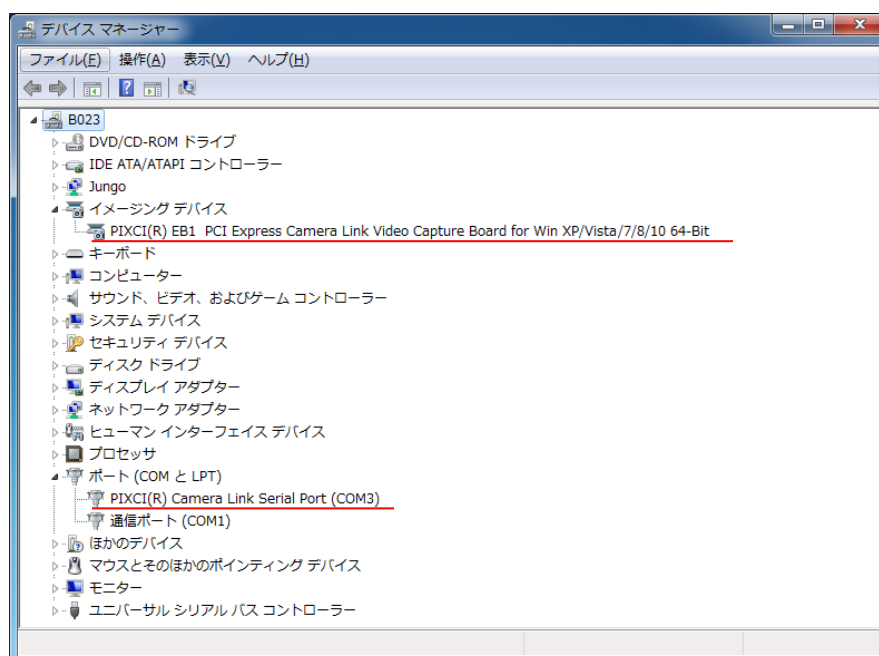 デバイス マネージャー
ファイル(F) 操作(A) 表示(V) ヘルプ(H)
B023
DVD/CD-ROM ドライブ
IDE ATA/ATAPI コントローラー
Jungo
イメージング デバイス
PIXCI(R) EB1  PCI Express Camera Link Video Capture Board for Win XP/Vista/7/8/10 64-Bit
キーボード
コンピューター
サウンド、ビデオ、およびゲーム コントローラー
システム デバイス
セキュリティ デバイス
ディスク ドライブ
ディスプレイ アダプター
ネットワーク アダプター
ヒューマン インターフェイス デバイス
プロセッサ
ポート (COM と LPT)
PIXCI(R) Camera Link Serial Port (COM3)
通信ポート (COM1)
ほかのデバイス
マウスとそのほかのポインティング デバイス
モニター
ユニバーサル シリアル バス コントローラー